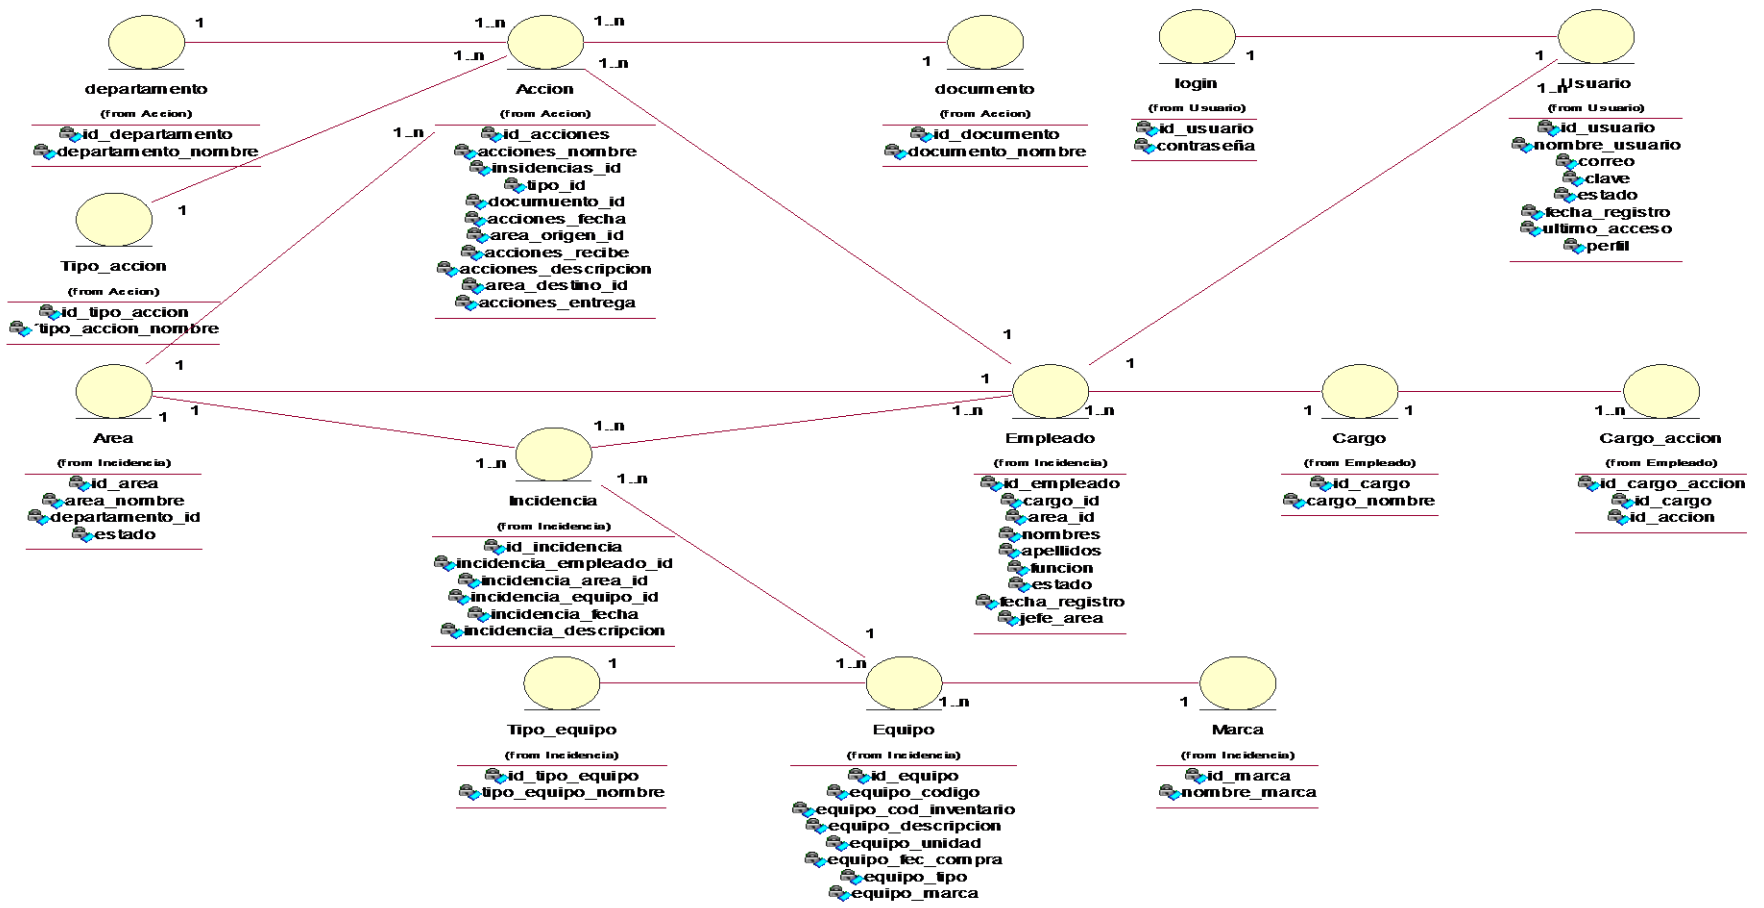 1
1..n
1..n
1..n
1..n
1
1
1
1..n
departamento
(from Accion)
id_departamento
departamento_nombre
Accion
(from Accion)
1..n
id_acciones
acciones_nombre
insidencias_id
tipo_id
documuento_id
acciones_fecha
area_origen_id
acciones_recibe
acciones_descripcion
area_destino_id
acciones_entrega
documento
(from Accion)
id_documento
documento_nombre
login
(from Usuario)
id_usuario
contraseña
Usuario
(from Usuario)
id_usuario
nombre_usuario
correo
clave
estado
fecha_registro
ultimo_acceso
perfil
1
Tipo_accion
(from Accion)
id_tipo_accion
´tipo_accion_nombre
1
1
1
1
1
1
1..n
1..n
1..n
1
1
1..n
1..n
1..n
Area
(from Incidencia)
id_area
area_nombre
departamento_id
estado
Incidencia
(from Incidencia)
id_incidencia
incidencia_empleado_id
incidencia_area_id
incidencia_equipo_id
incidencia_fecha
incidencia_descripcion
Empleado
(from Incidencia)
id_empleado
cargo_id
area_id
nombres
apellidos
funcion
estado
fecha_registro
jefe_area
Cargo
(from Empleado)
id_cargo
cargo_nombre
Cargo_accion
(from Empleado)
id_cargo_accion
id_cargo
id_accion
1
1
1..n
1..n
1
Tipo_equipo
(from Incidencia)
id_tipo_equipo
tipo_equipo_nombre
Equipo
(from Incidencia)
id_equipo
equipo_codigo
equipo_cod_inventario
equipo_descripcion
equipo_unidad
equipo_fec_compra
equipo_tipo
equipo_marca
Marca
(from Incidencia)
id_marca
nombre_marca